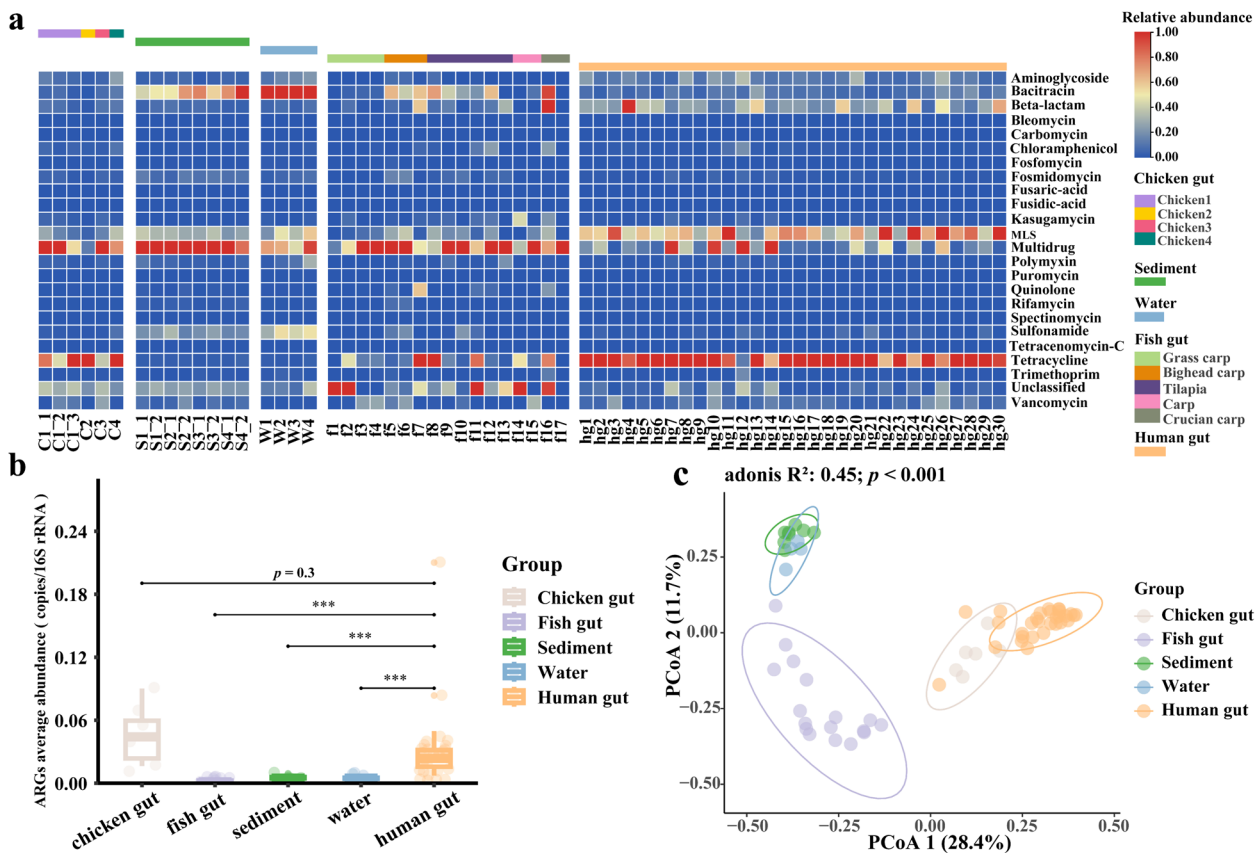 a
Relative abundance
1.00
0.80
0.60
0.40
0.20
0.00
Aminoglycoside
Bacitracin
Beta-lactam
Bleomycin
Carbomycin
Chloramphenicol
Fosfomycin
Fosmidomycin
Fusaric-acid
Fusidic-acid
Kasugamycin
MLS
Multidrug
Polymyxin
Puromycin
Quinolone
Rifamycin
Spectinomycin
Sulfonamide
Tetracenomycin-C
Tetracycline
Trimethoprim
Unclassified
Vancomycin
Chicken gut
Chicken1
Chicken2
Chicken3
Chicken4
Sediment
Water
Fish gut
Grass carp
Bighead carp
Tilapia
Carp
Crucian carp
Human gut
C1_1 C1_2 C1_3 C2 C3 C4 S1_1 S1_2 S2_1 S2_2 S3_1 S3_2 S4_1 S4_2 W1 W2 W3 W4 f1 f2 f3 f4 f5 f6 f7 f8 f9 f10 f11 f12 f13 f14 f15 f16 f17 hg1 hg2 hg3 hg4 hg5 hg6 hg7 hg8 hg9 hg10 hg11 hg12 hg13 hg14 hg15 hg16 hg17 hg18 hg19 hg20 hg21 hg22 hg23 hg24 hg25 hg26 hg27 hg28 hg29 hg30
b
ARGs average abundance ( copies/16S rRNA )
0.24
0.18
0.12
0.06
0.00
p = 0.3
***
***
***
chicken gut
fish gut
sediment
water
human gut
Group
Chicken gut
Fish gut
Sediment
Water
Human gut
c
adonis R²: 0.45; p < 0.001
PCoA 2 (11.7%)
0.25
0.00
−0.25
−0.50
−0.50
−0.25
0.00
0.25
0.50
PCoA 1 (28.4%)
Group
Chicken gut
Fish gut
Sediment
Water
Human gut